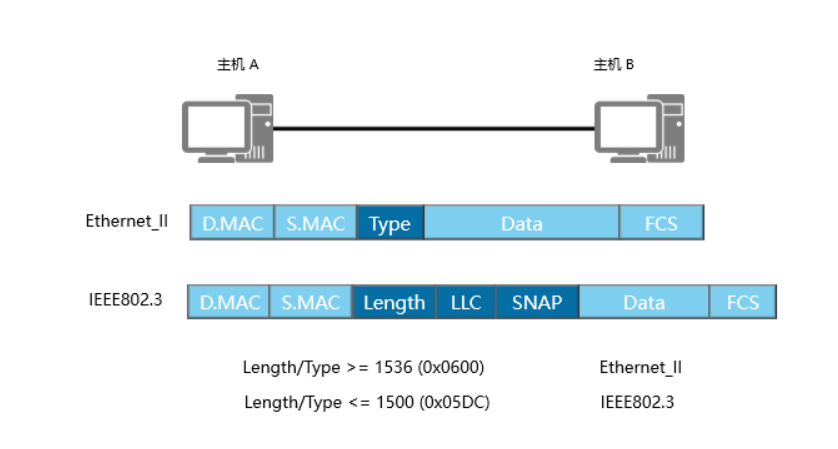 主机 A 主机 B
Ethernet_II D.MAC S.MAC Type Data FCS
IEEE802.3 D.MAC S.MAC Length LLC SNAP Data FCS
Length/Type >= 1536 (0x0600) Ethernet_II
Length/Type <= 1500 (0x05DC) IEEE802.3